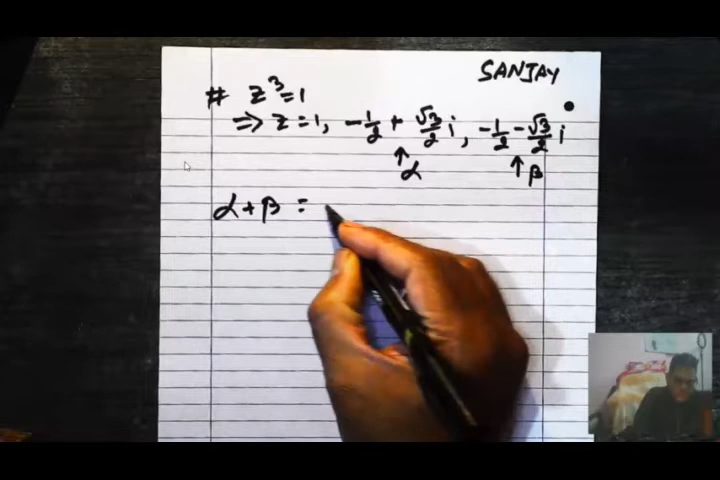 SANJAY
# z³=1
⇒ z=1, -1/2 + √3/2 i, -1/2 - √3/2 i
↑α ↑β
α+β =